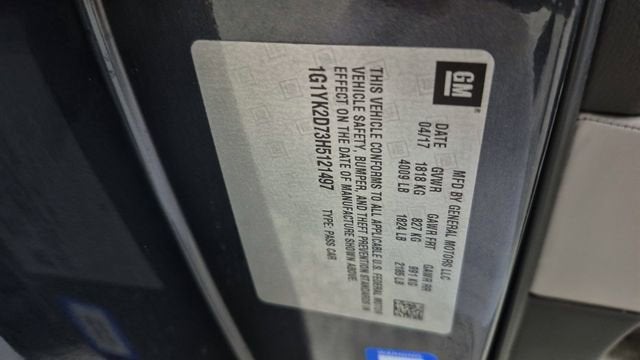 GM
MFD BY GENERAL MOTORS LLC
DATE GVWR GAWR FRT GAWR RR
04/17 1818 KG 827 KG 991 KG
4009 LB 1824 LB 2185 LB
THIS VEHICLE CONFORMS TO ALL APPLICABLE U.S. FEDERAL MOTOR
VEHICLE SAFETY, BUMPER, AND THEFT PREVENTION STANDARDS IN
EFFECT ON THE DATE OF MANUFACTURE SHOWN ABOVE.
1G1YK2D73H5121497 TYPE: PASS CAR
WARNING